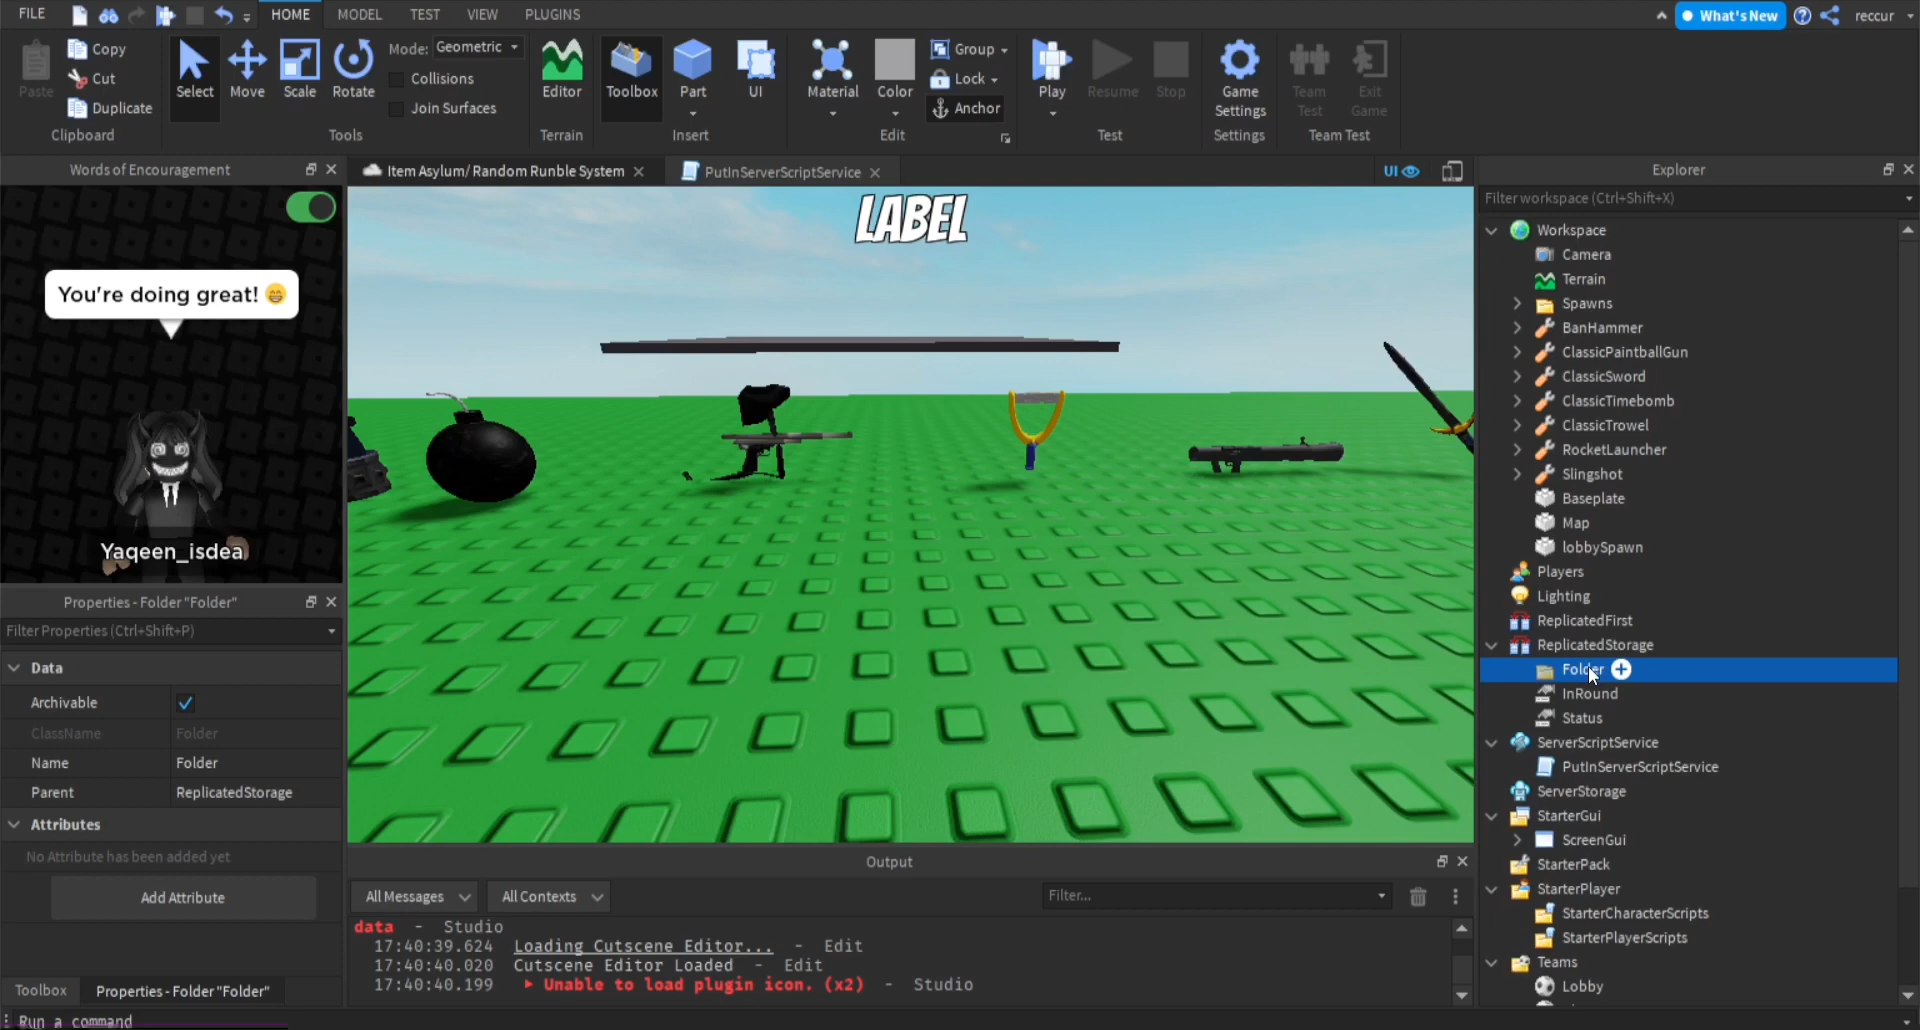 FILE
HOME
MODEL
TEST
VIEW
PLUGINS
What's New
reccur
Paste
Copy
Cut
Duplicate
Clipboard
Select
Move
Scale
Rotate
Mode: Geometric
Collisions
Join Surfaces
Tools
Editor
Terrain
Toolbox
Part
UI
Insert
Material
Color
Group
Lock
Anchor
Edit
Play
Resume
Stop
Test
Game
Settings
Settings
Team
Test
Exit
Game
Team Test
Words of Encouragement
You're doing great! 😁
Yaqeen_isdea
Properties - Folder "Folder"
Filter Properties (Ctrl+Shift+P)
Data
Archivable
ClassName Folder
Name Folder
Parent ReplicatedStorage
Attributes
No Attribute has been added yet
Add Attribute
Toolbox
Properties - Folder "Folder"
Run a command
Item Asylum/ Random Runble System
PutInServerScriptService
UI
LABEL
Output
All Messages
All Contexts
Filter...
data - Studio
17:40:39.624 Loading Cutscene Editor... - Edit
17:40:40.020 Cutscene Editor Loaded - Edit
17:40:40.199 Unable to load plugin icon. (x2) - Studio
Explorer
Filter workspace (Ctrl+Shift+X)
Workspace
Camera
Terrain
Spawns
BanHammer
ClassicPaintballGun
ClassicSword
ClassicTimebomb
ClassicTrowel
RocketLauncher
Slingshot
Baseplate
Map
lobbySpawn
Players
Lighting
ReplicatedFirst
ReplicatedStorage
Folder
InRound
Status
ServerScriptService
PutInServerScriptService
ServerStorage
StarterGui
ScreenGui
StarterPack
StarterPlayer
StarterCharacterScripts
StarterPlayerScripts
Teams
Lobby